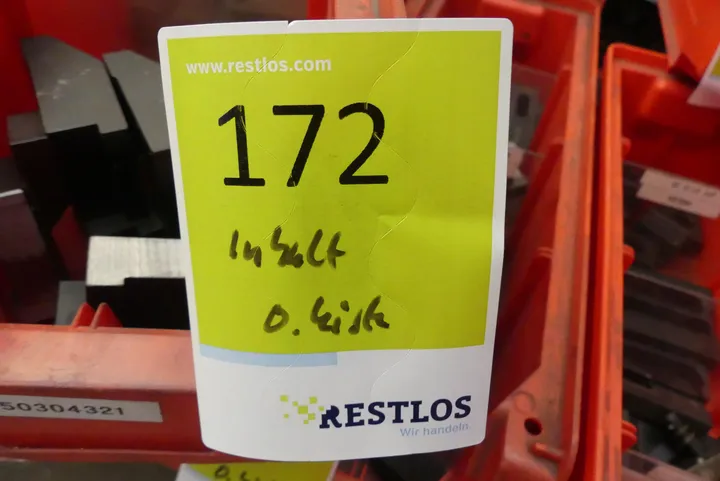 www.restlos.com
172
Inhalt
o. Kiste
RESTLOS
Wir handeln.
50304321